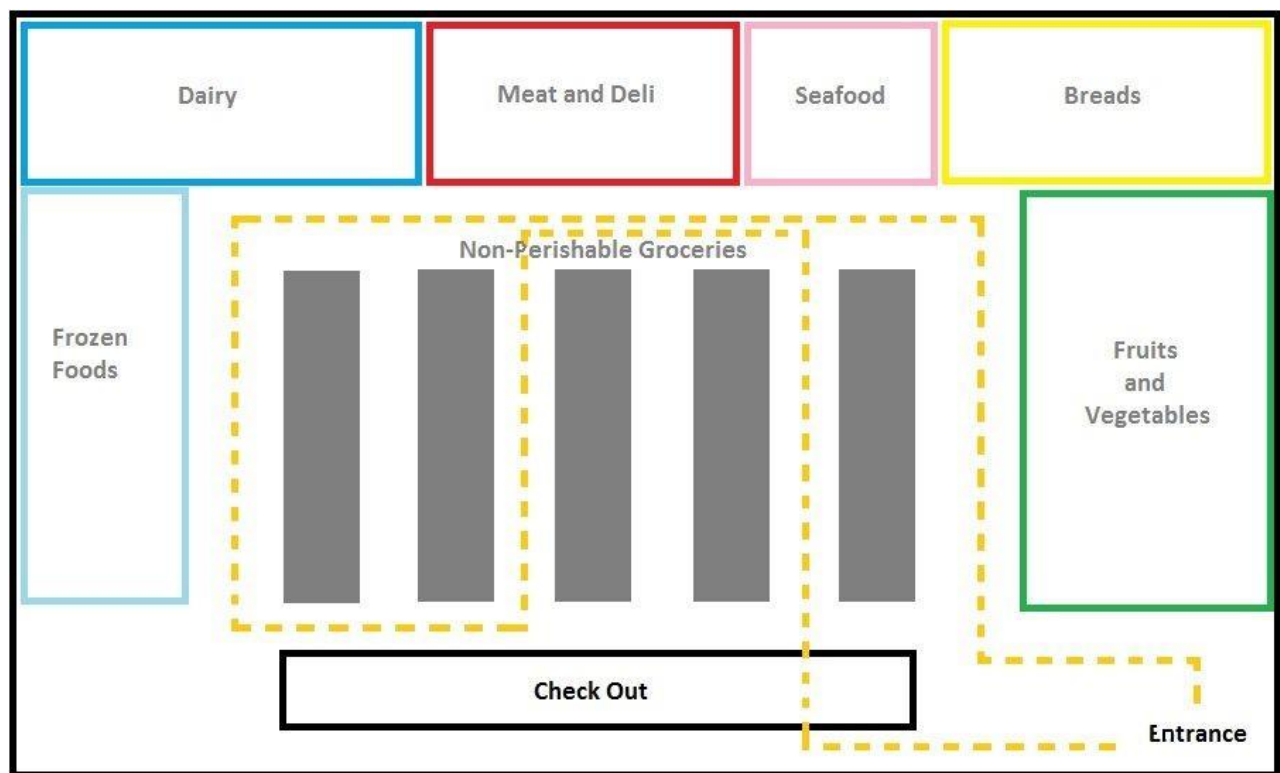 Dairy
Meat and Deli
Seafood
Breads
Non-Perishable Groceries
Frozen
Foods
Fruits
and
Vegetables
Check Out
Entrance